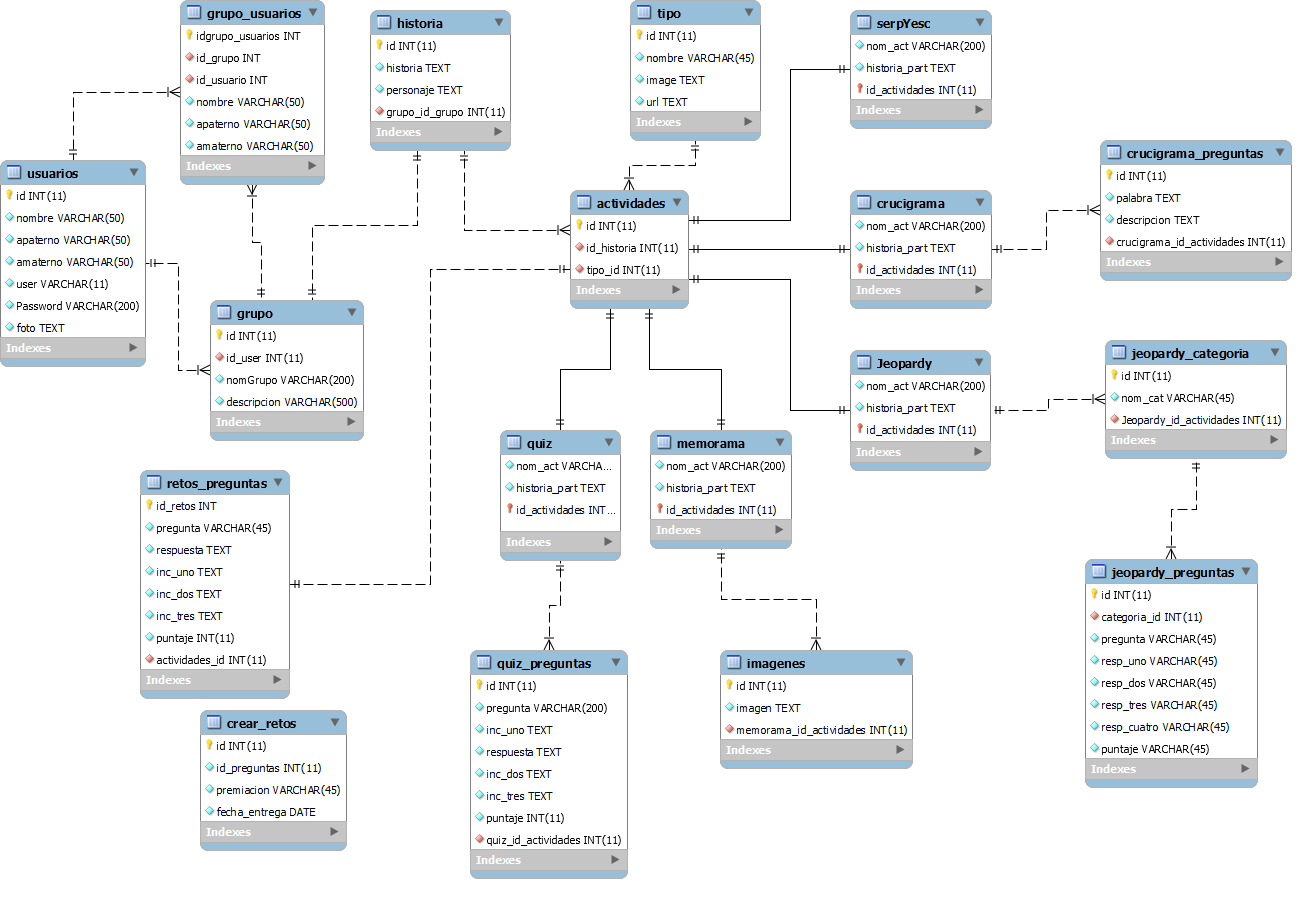 grupo_usuarios
idgrupo_usuarios INT
id_grupo INT
id_usuario INT
nombre VARCHAR(50)
apaterno VARCHAR(50)
amaterno VARCHAR(50)
Indexes
historia
id INT(11)
historia TEXT
personaje TEXT
grupo_id_grupo INT(11)
Indexes
tipo
id INT(11)
nombre VARCHAR(45)
image TEXT
url TEXT
Indexes
serpYesc
nom_act VARCHAR(200)
historia_part TEXT
id_actividades INT(11)
Indexes
usuarios
id INT(11)
nombre VARCHAR(50)
apaterno VARCHAR(50)
amaterno VARCHAR(50)
user VARCHAR(11)
Password VARCHAR(200)
foto TEXT
Indexes
actividades
id INT(11)
id_historia INT(11)
tipo_id INT(11)
Indexes
crucigrama
nom_act VARCHAR(200)
historia_part TEXT
id_actividades INT(11)
Indexes
crucigrama_preguntas
id INT(11)
palabra TEXT
descripcion TEXT
crucigrama_id_actividades INT(11)
Indexes
grupo
id INT(11)
id_user INT(11)
nomGrupo VARCHAR(200)
descripcion VARCHAR(500)
Indexes
Jeopardy
nom_act VARCHAR(200)
historia_part TEXT
id_actividades INT(11)
Indexes
jeopardy_categoria
id INT(11)
nom_cat VARCHAR(45)
Jeopardy_id_actividades INT(11)
Indexes
quiz
nom_act VARCHA...
historia_part TEXT
id_actividades INT...
Indexes
memorama
nom_act VARCHAR(200)
historia_part TEXT
id_actividades INT(11)
Indexes
retos_preguntas
id_retos INT
pregunta VARCHAR(45)
respuesta TEXT
inc_uno TEXT
inc_dos TEXT
inc_tres TEXT
puntaje INT(11)
actividades_id INT(11)
Indexes
jeopardy_preguntas
id INT(11)
categoria_id INT(11)
pregunta VARCHAR(45)
resp_uno VARCHAR(45)
resp_dos VARCHAR(45)
resp_tres VARCHAR(45)
resp_cuatro VARCHAR(45)
puntaje VARCHAR(45)
Indexes
quiz_preguntas
id INT(11)
pregunta VARCHAR(200)
inc_uno TEXT
respuesta TEXT
inc_dos TEXT
inc_tres TEXT
puntaje INT(11)
quiz_id_actividades INT(11)
Indexes
imagenes
id INT(11)
imagen TEXT
memorama_id_actividades INT(11)
Indexes
crear_retos
id INT(11)
id_preguntas INT(11)
premiacion VARCHAR(45)
fecha_entrega DATE
Indexes